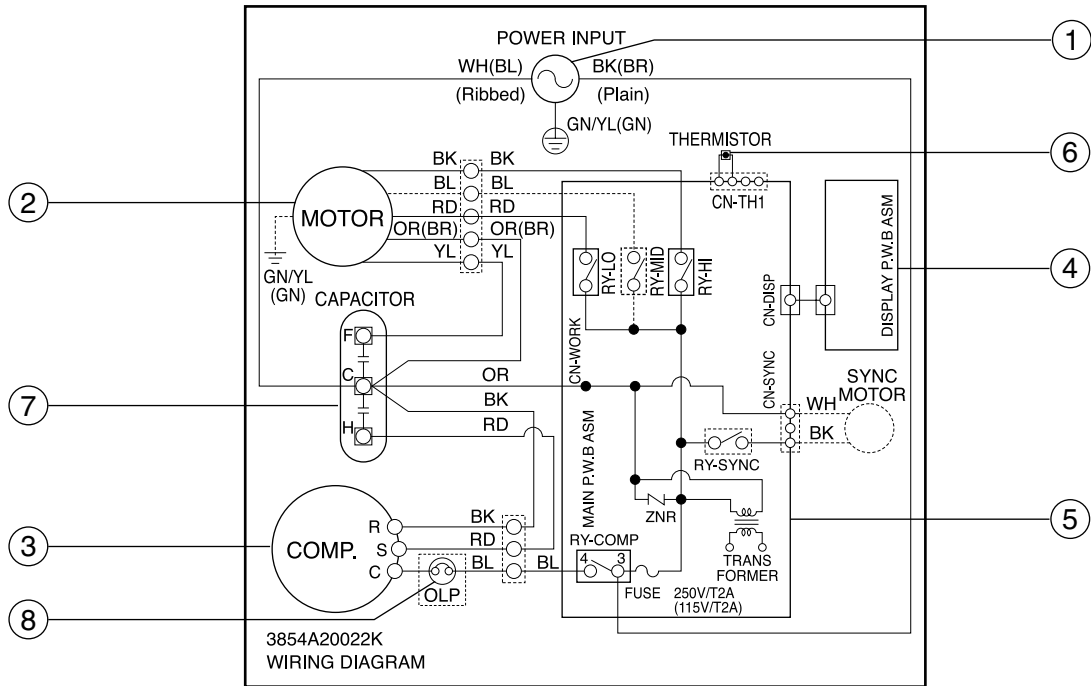 POWER INPUT
WH(BL)
BK(BR)
(Ribbed)
(Plain)
GN/YL(GN)
1
THERMISTOR
6
CN-TH1
2
MOTOR
BK
BK
BL
BL
RD
RD
OR(BR)
OR(BR)
YL
YL
GN/YL
(GN)
RY-LO
RY-MID
RY-HI
CN-DISP
DISPLAY P.W.B ASM
4
CAPACITOR
F
C
H
7
CN-WORK
OR
BK
RD
CN-SYNC
SYNC
MOTOR
WH
BK
RY-SYNC
MAIN P.W.B ASM
ZNR
TRANS
FORMER
5
3
COMP.
R
S
C
BK
RD
BL
BL
OLP
8
RY-COMP
4
3
FUSE
250V/T2A
(115V/T2A)
3854A20022K
WIRING DIAGRAM